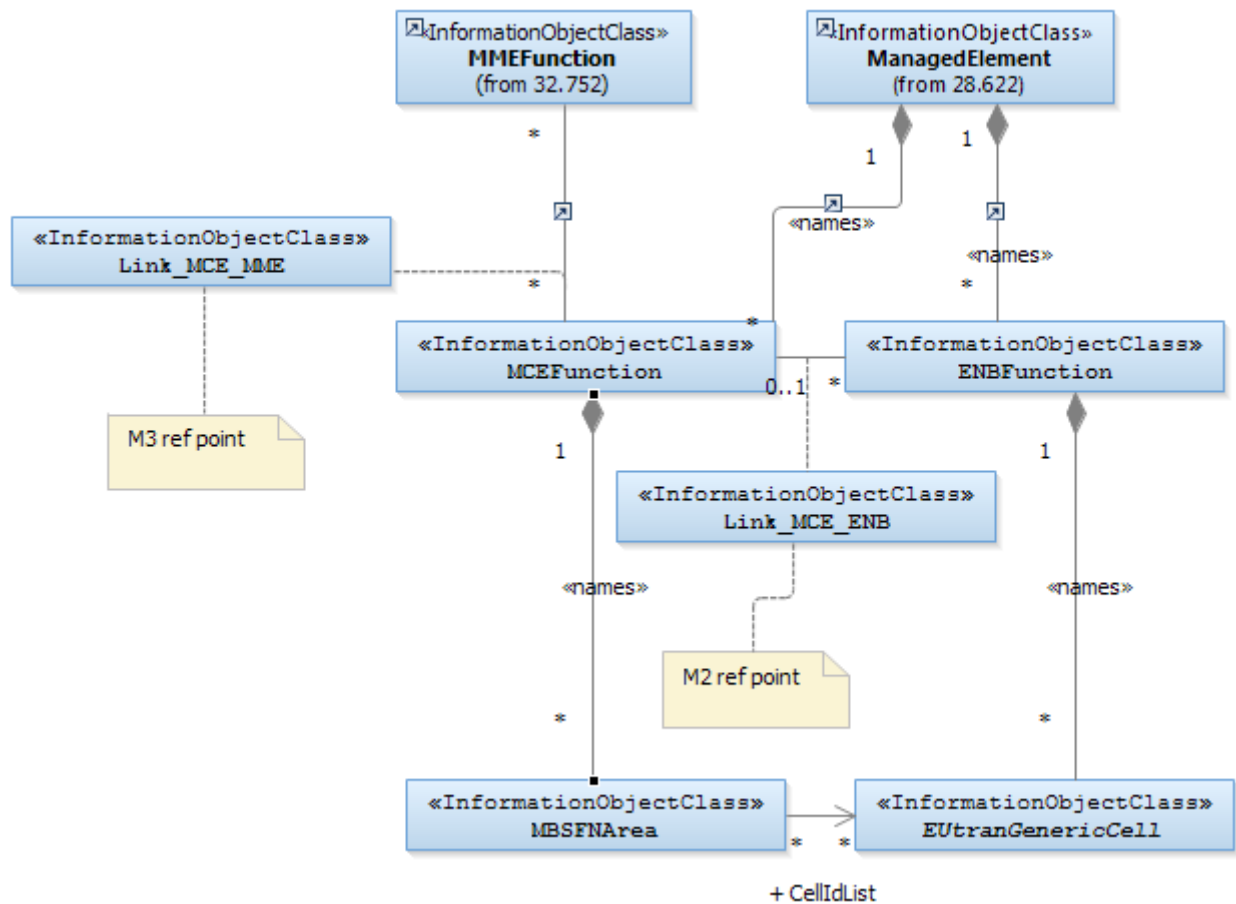 «InformationObjectClass»
MMEFunction
(from 32.752)
«InformationObjectClass»
ManagedElement
(from 28.622)
*
1
1
«names»
«names»
«InformationObjectClass»
Link_MCE_MME
*
*
*
«InformationObjectClass»
MCEFunction
«InformationObjectClass»
ENBFunction
0..1
*
M3 ref point
1
1
«InformationObjectClass»
Link_MCE_ENB
«names»
«names»
M2 ref point
*
*
«InformationObjectClass»
MBSFNArea
«InformationObjectClass»
EUtranGenericCell
*
*
+ CellIdList